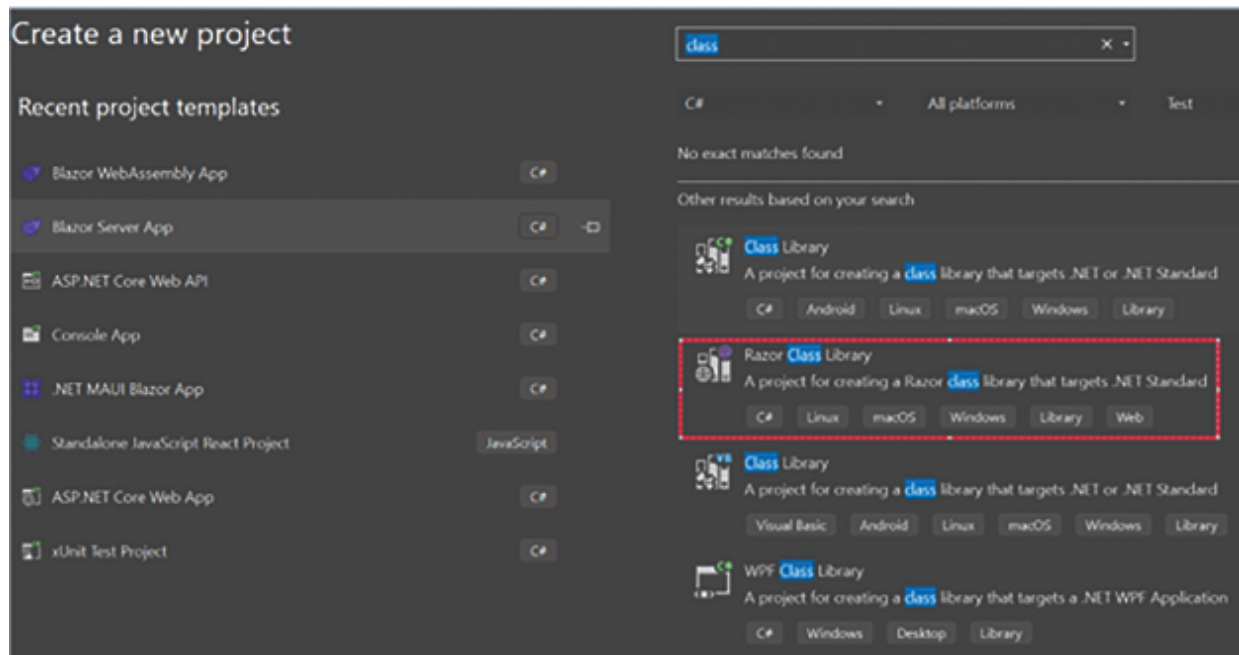 Create a new project
Recent project templates
Blazor WebAssembly App C#
Blazor Server App C#
ASP.NET Core Web API C#
Console App C#
.NET MAUI Blazor App C#
Standalone JavaScript React Project JavaScript
ASP.NET Core Web App C#
xUnit Test Project C#
class
C# All platforms Test
No exact matches found
Other results based on your search
Class Library
A project for creating a class library that targets .NET or .NET Standard
C# Android Linux macOS Windows Library
Razor Class Library
A project for creating a Razor class library that targets .NET Standard
C# Linux macOS Windows Library Web
Class Library
A project for creating a class library that targets .NET or .NET Standard
Visual Basic Android Linux macOS Windows Library
WPF Class Library
A project for creating a class library that targets a .NET WPF Application
C# Windows Desktop Library